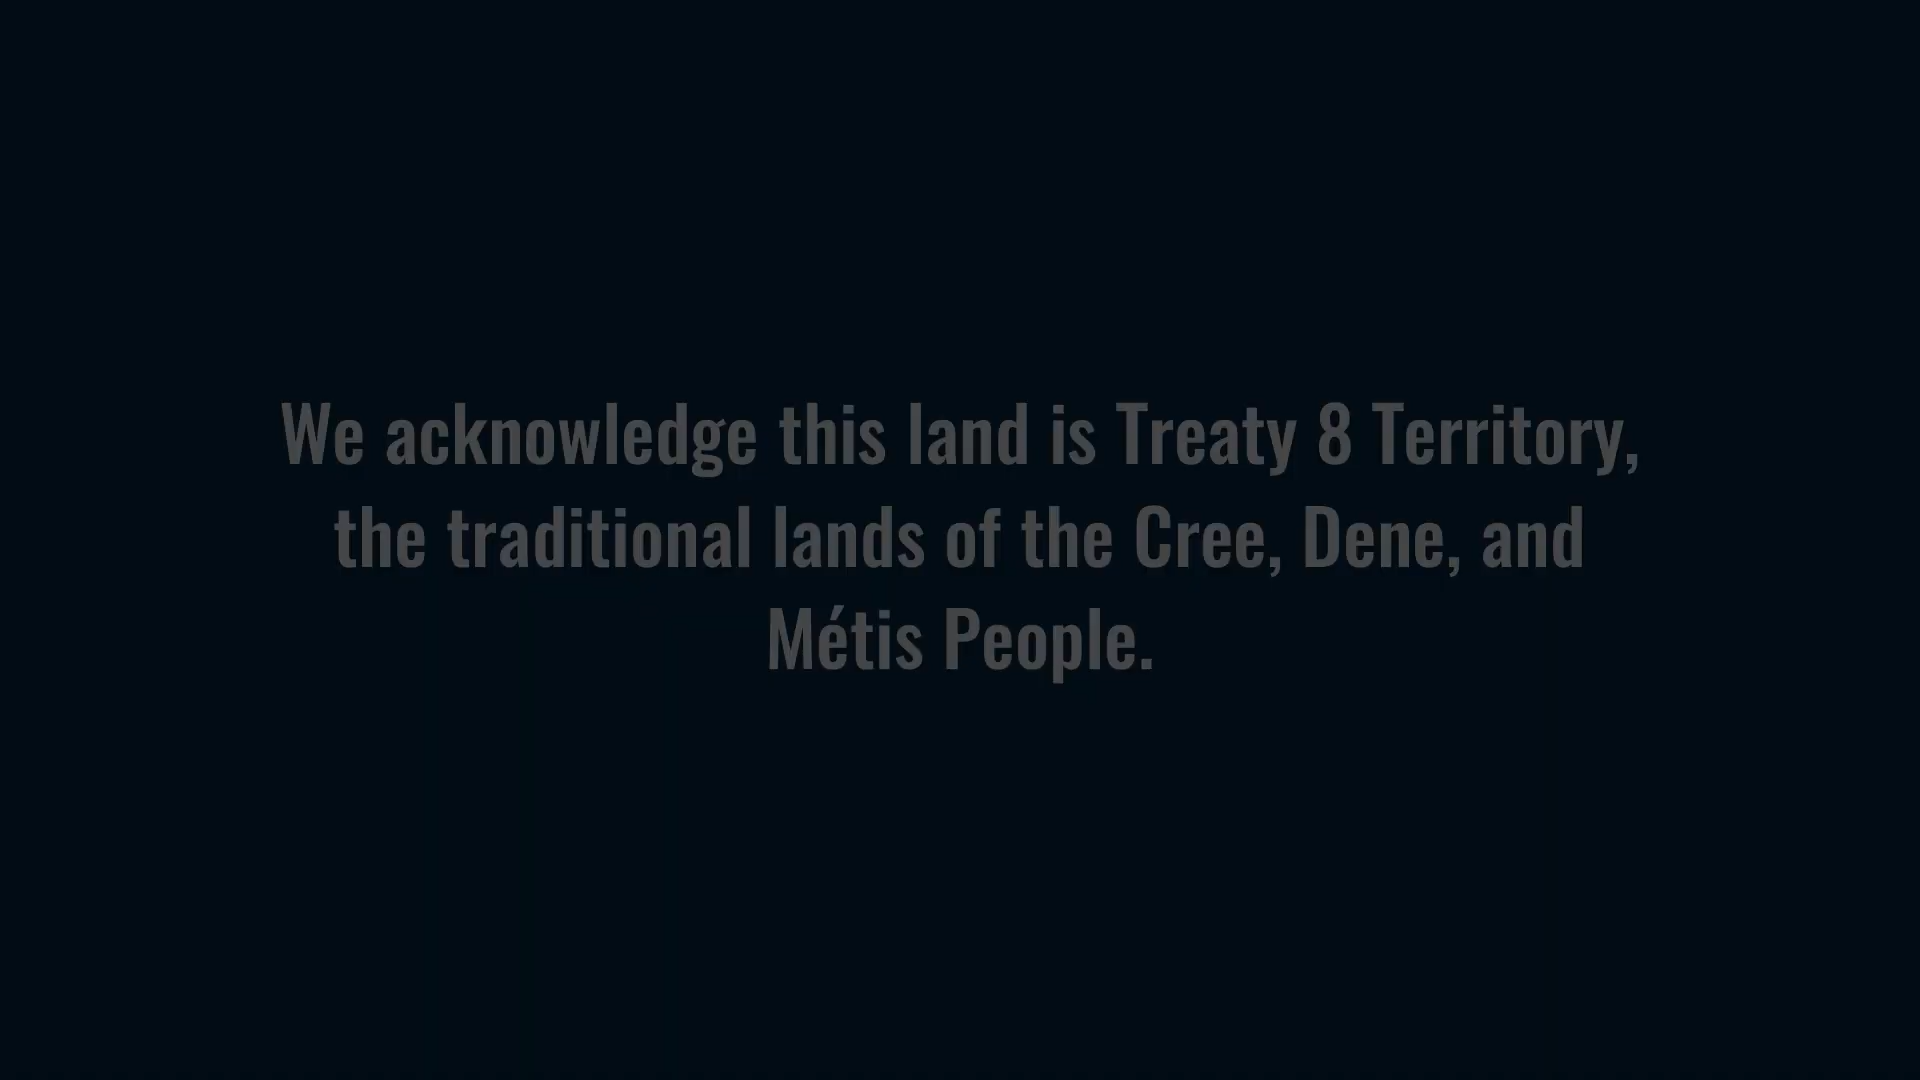 We acknowledge this land is Treaty 8 Territory,
the traditional lands of the Cree, Dene, and
Métis People.